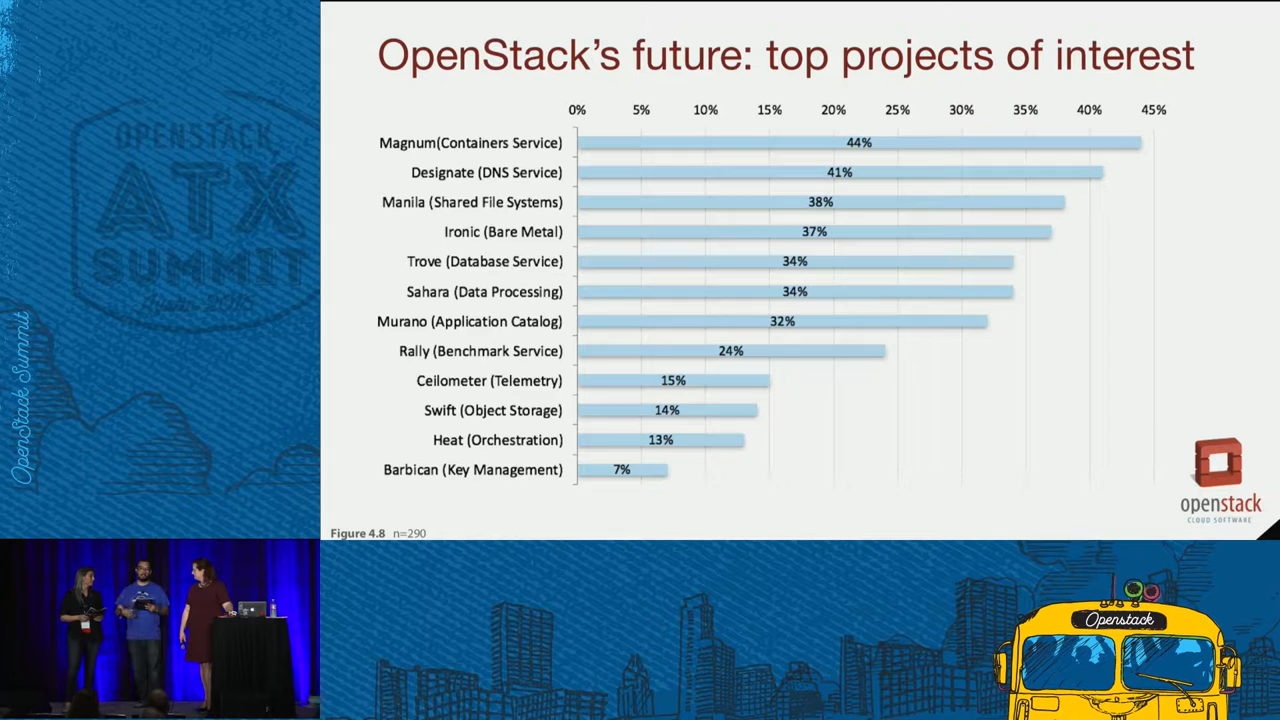 OpenStack's future: top projects of interest
0% 5% 10% 15% 20% 25% 30% 35% 40% 45%
Magnum(Containers Service) 44%
Designate (DNS Service) 41%
Manila (Shared File Systems) 38%
Ironic (Bare Metal) 37%
Trove (Database Service) 34%
Sahara (Data Processing) 34%
Murano (Application Catalog) 32%
Rally (Benchmark Service) 24%
Ceilometer (Telemetry) 15%
Swift (Object Storage) 14%
Heat (Orchestration) 13%
Barbican (Key Management) 7%
Figure 4.8 n=290
openstack
CLOUD SOFTWARE
OPENSTACK
ATX
SUMMIT
OpenStack Summit
Openstack